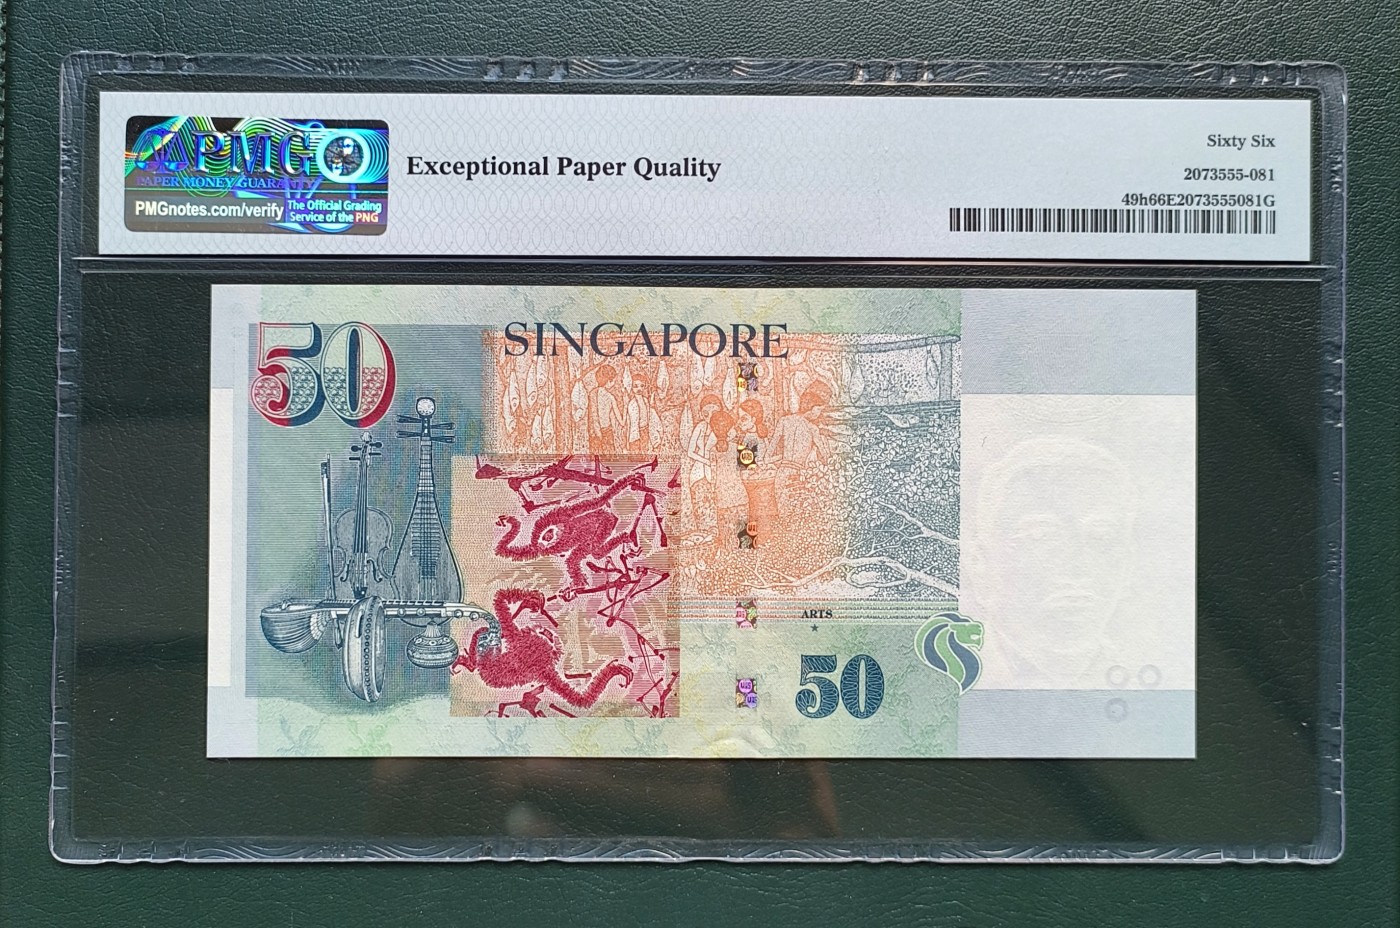 PMG
PAPER MONEY GUARANTY
PMGnotes.com/verify
The Official Grading
Service of the PNG
Exceptional Paper Quality
Sixty Six
2073555-081
49h66E2073555081G
50
SINGAPORE
ARTS
50